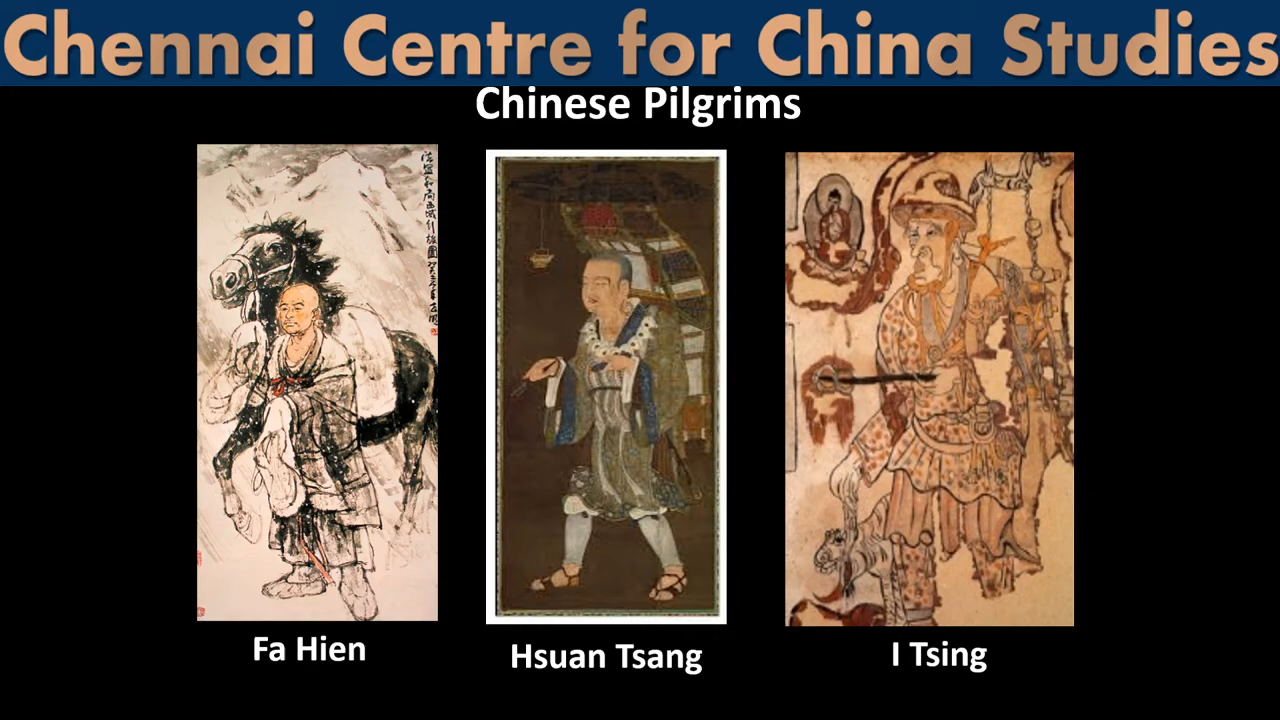 Chennai Centre for China Studies
Chinese Pilgrims
Fa Hien
Hsuan Tsang
I Tsing